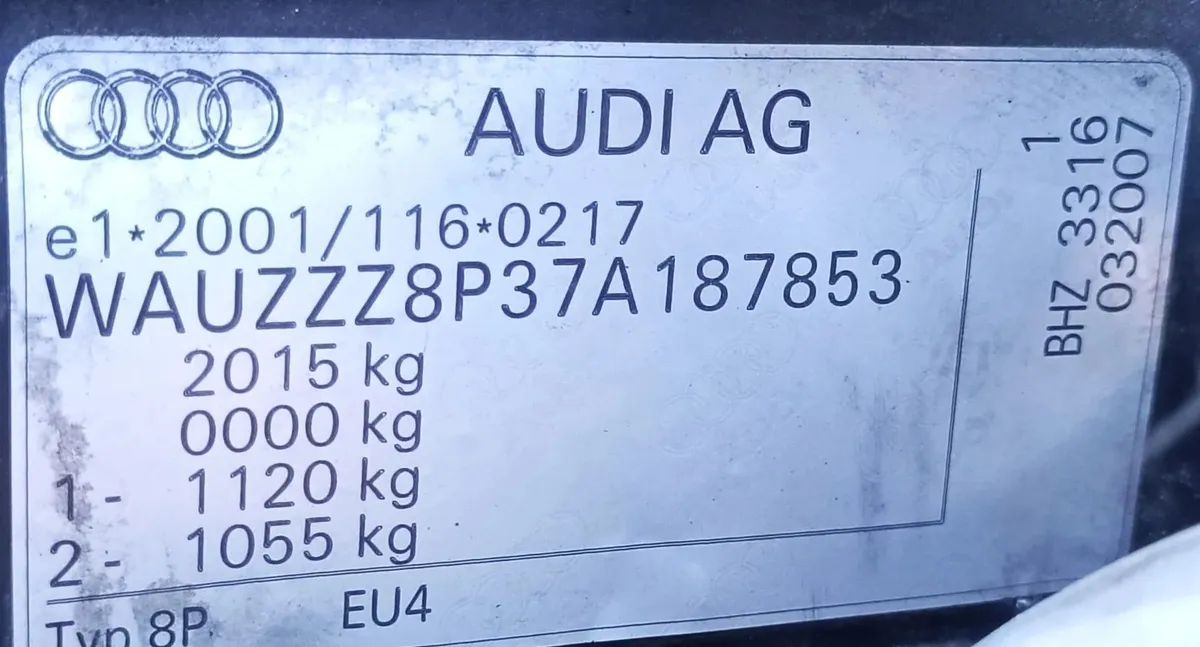 AUDI AG
e1*2001/116*0217
WAUZZZ8P37A187853
2015 kg
0000 kg
1- 1120 kg
2- 1055 kg
Typ 8P EU4
1
BHZ 3316
032007